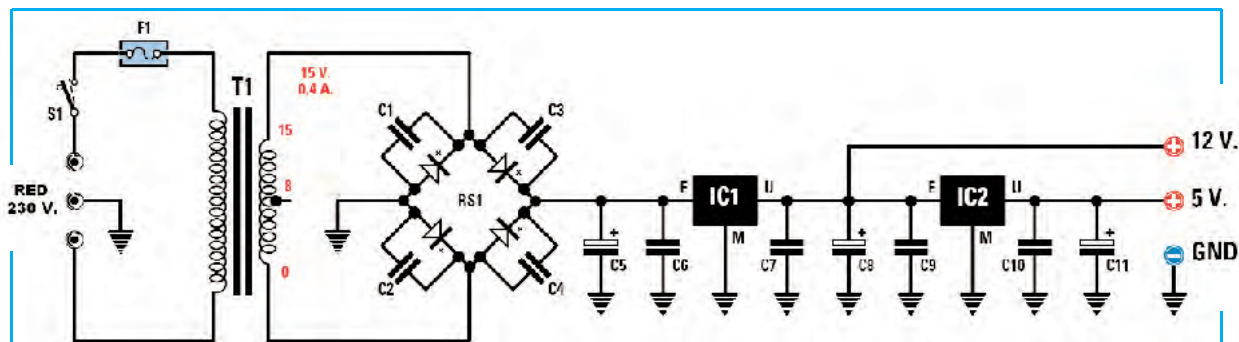 F1
S1
RED
230 V.
T1
15 V.
0,4 A.
15
8
0
C1
C3
RS1
C2
C4
E
IC1
U
M
C5
C6
C7
C8
C9
E
IC2
U
M
C10
C11
12 V.
5 V.
GND